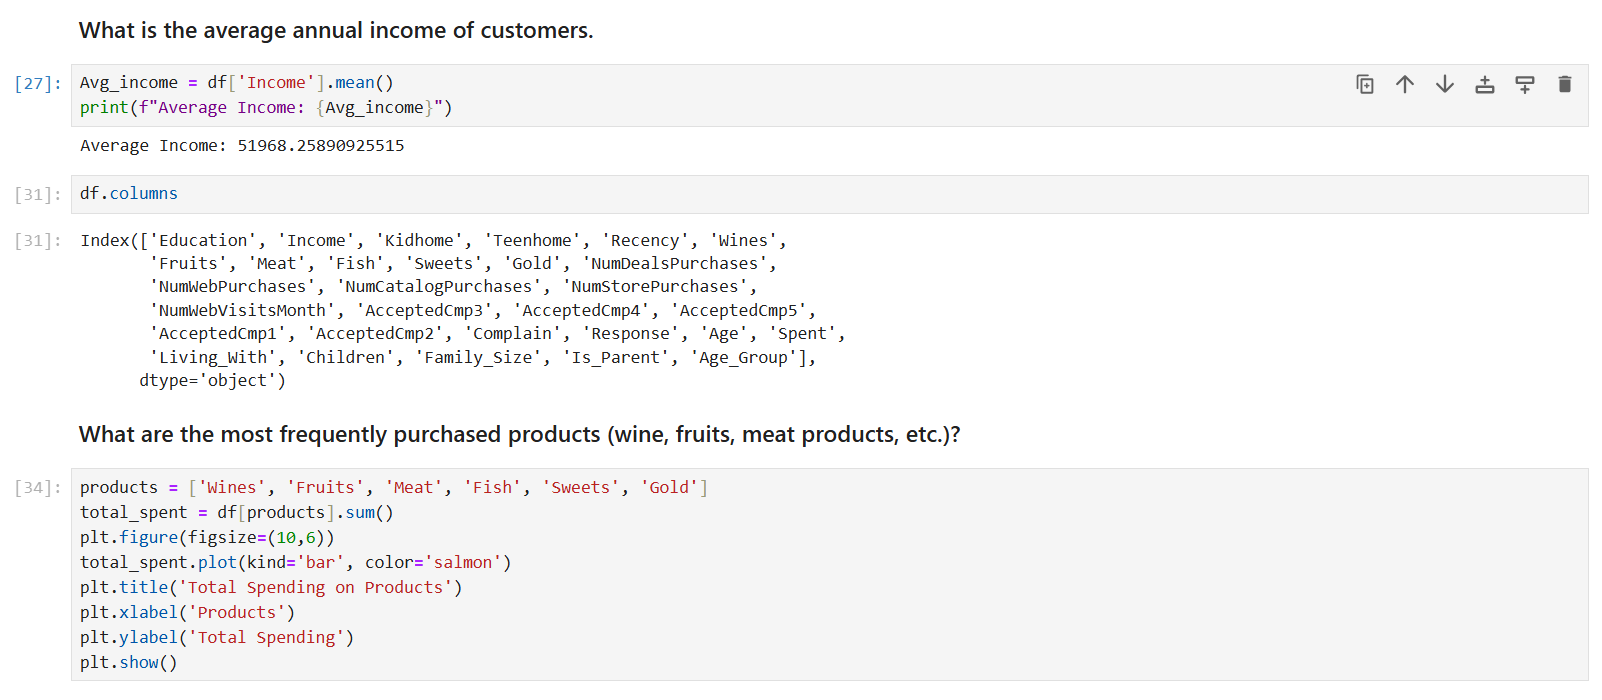 What is the average annual income of customers.
[27]: Avg_income = df['Income'].mean()
print(f"Average Income: {Avg_income}")
Average Income: 51968.25890925515
[31]: df.columns
[31]: Index(['Education', 'Income', 'Kidhome', 'Teenhome', 'Recency', 'Wines',
'Fruits', 'Meat', 'Fish', 'Sweets', 'Gold', 'NumDealsPurchases',
'NumWebPurchases', 'NumCatalogPurchases', 'NumStorePurchases',
'NumWebVisitsMonth', 'AcceptedCmp3', 'AcceptedCmp4', 'AcceptedCmp5',
'AcceptedCmp1', 'AcceptedCmp2', 'Complain', 'Response', 'Age', 'Spent',
'Living_With', 'Children', 'Family_Size', 'Is_Parent', 'Age_Group'],
dtype='object')
What are the most frequently purchased products (wine, fruits, meat products, etc.)?
[34]: products = ['Wines', 'Fruits', 'Meat', 'Fish', 'Sweets', 'Gold']
total_spent = df[products].sum()
plt.figure(figsize=(10,6))
total_spent.plot(kind='bar', color='salmon')
plt.title('Total Spending on Products')
plt.xlabel('Products')
plt.ylabel('Total Spending')
plt.show()